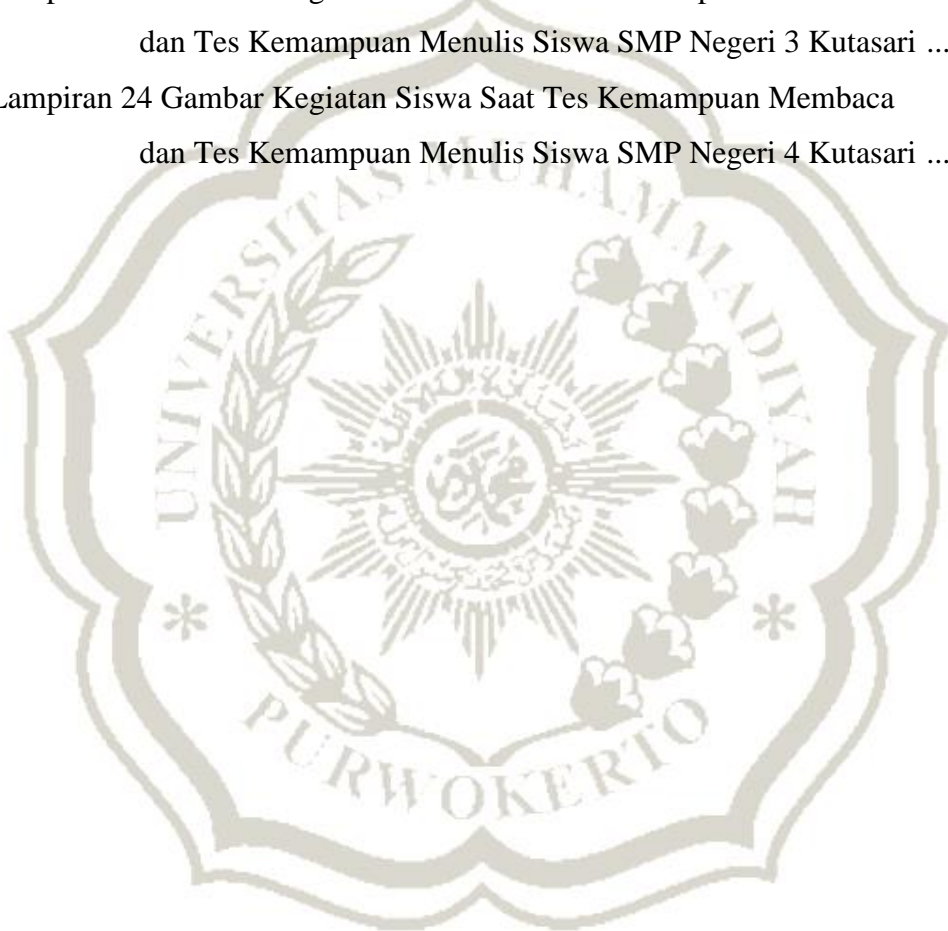 dan Tes Kemampuan Menulis Siswa SMP Negeri 3 Kutasari ...
Lampiran 24 Gambar Kegiatan Siswa Saat Tes Kemampuan Membaca
dan Tes Kemampuan Menulis Siswa SMP Negeri 4 Kutasari ...
UNIVERSITAS MUHAMMADIYAH
PURWOKERTO